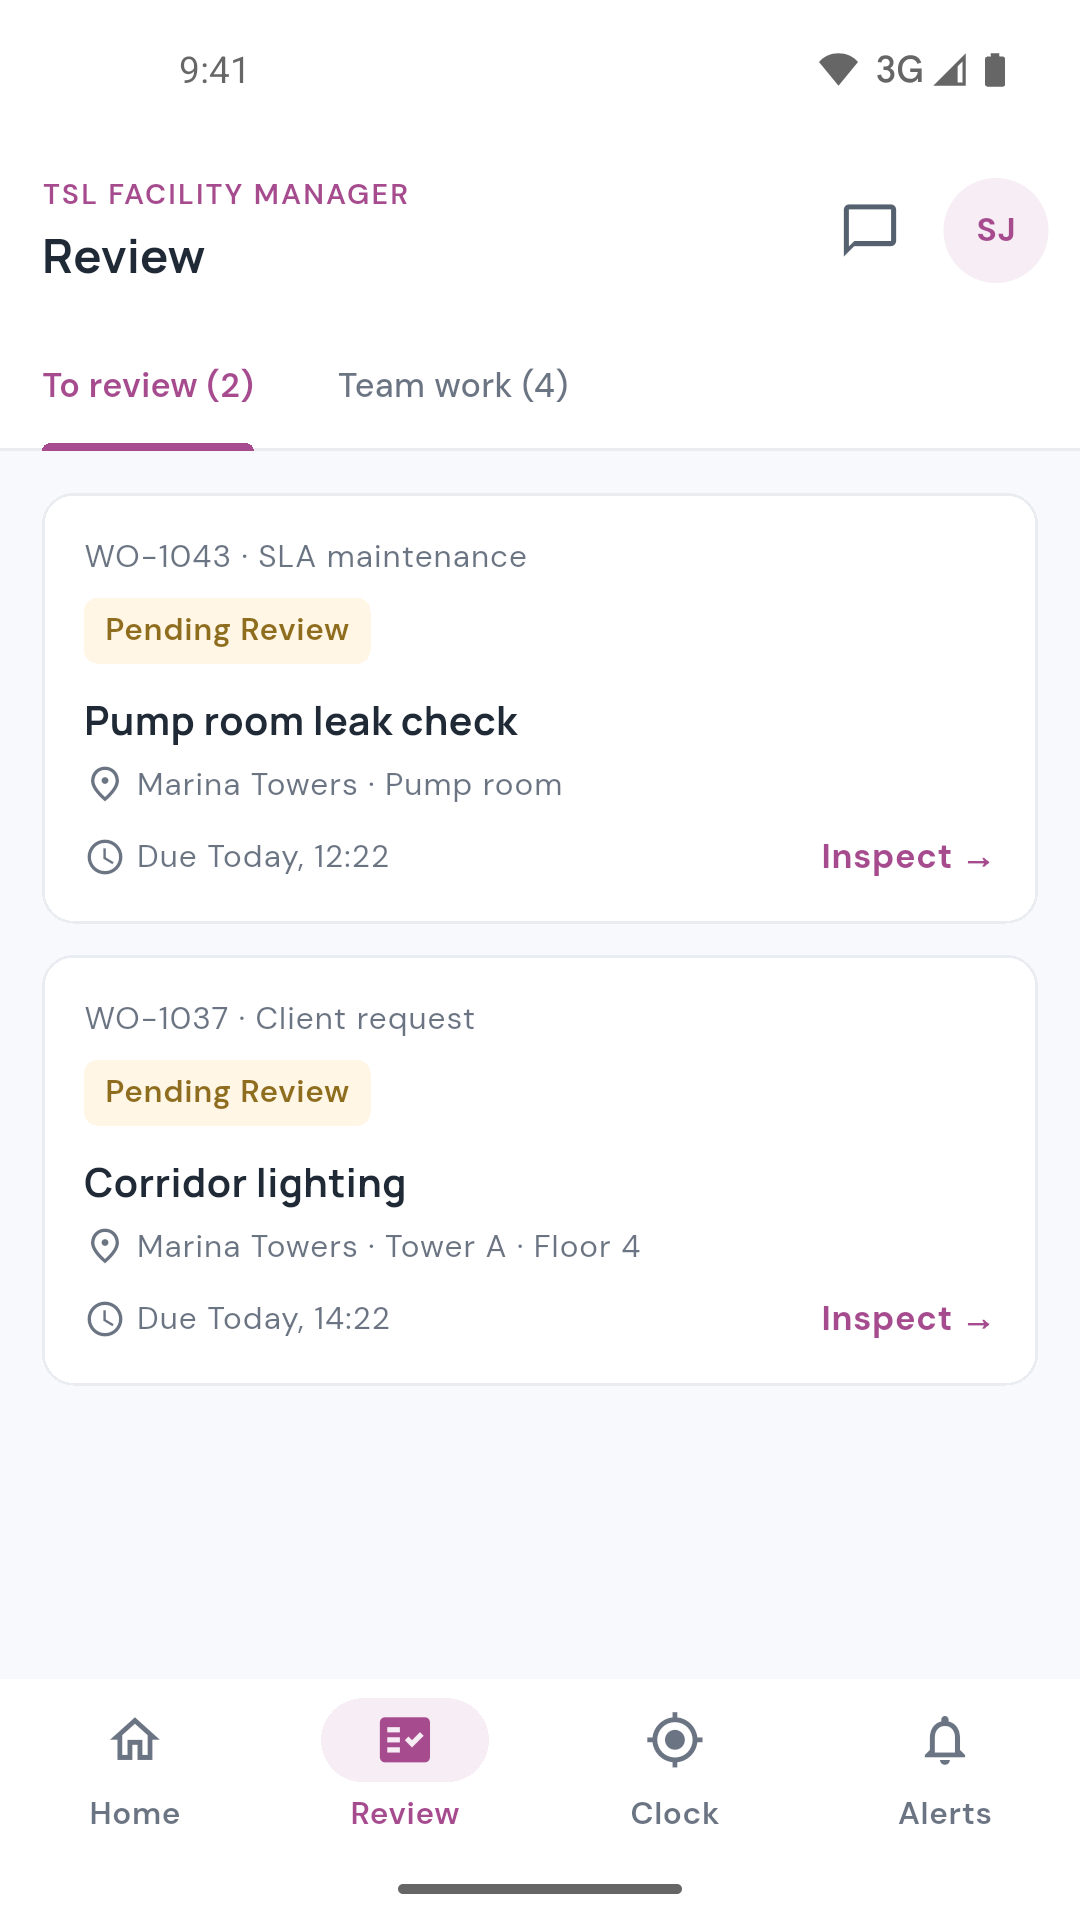 9:41
3G
TSL FACILITY MANAGER
Review
SJ
To review (2)
Team work (4)
WO-1043 · SLA maintenance
Pending Review
Pump room leak check
Marina Towers · Pump room
Due Today, 12:22
Inspect →
WO-1037 · Client request
Pending Review
Corridor lighting
Marina Towers · Tower A · Floor 4
Due Today, 14:22
Inspect →
Home
Review
Clock
Alerts